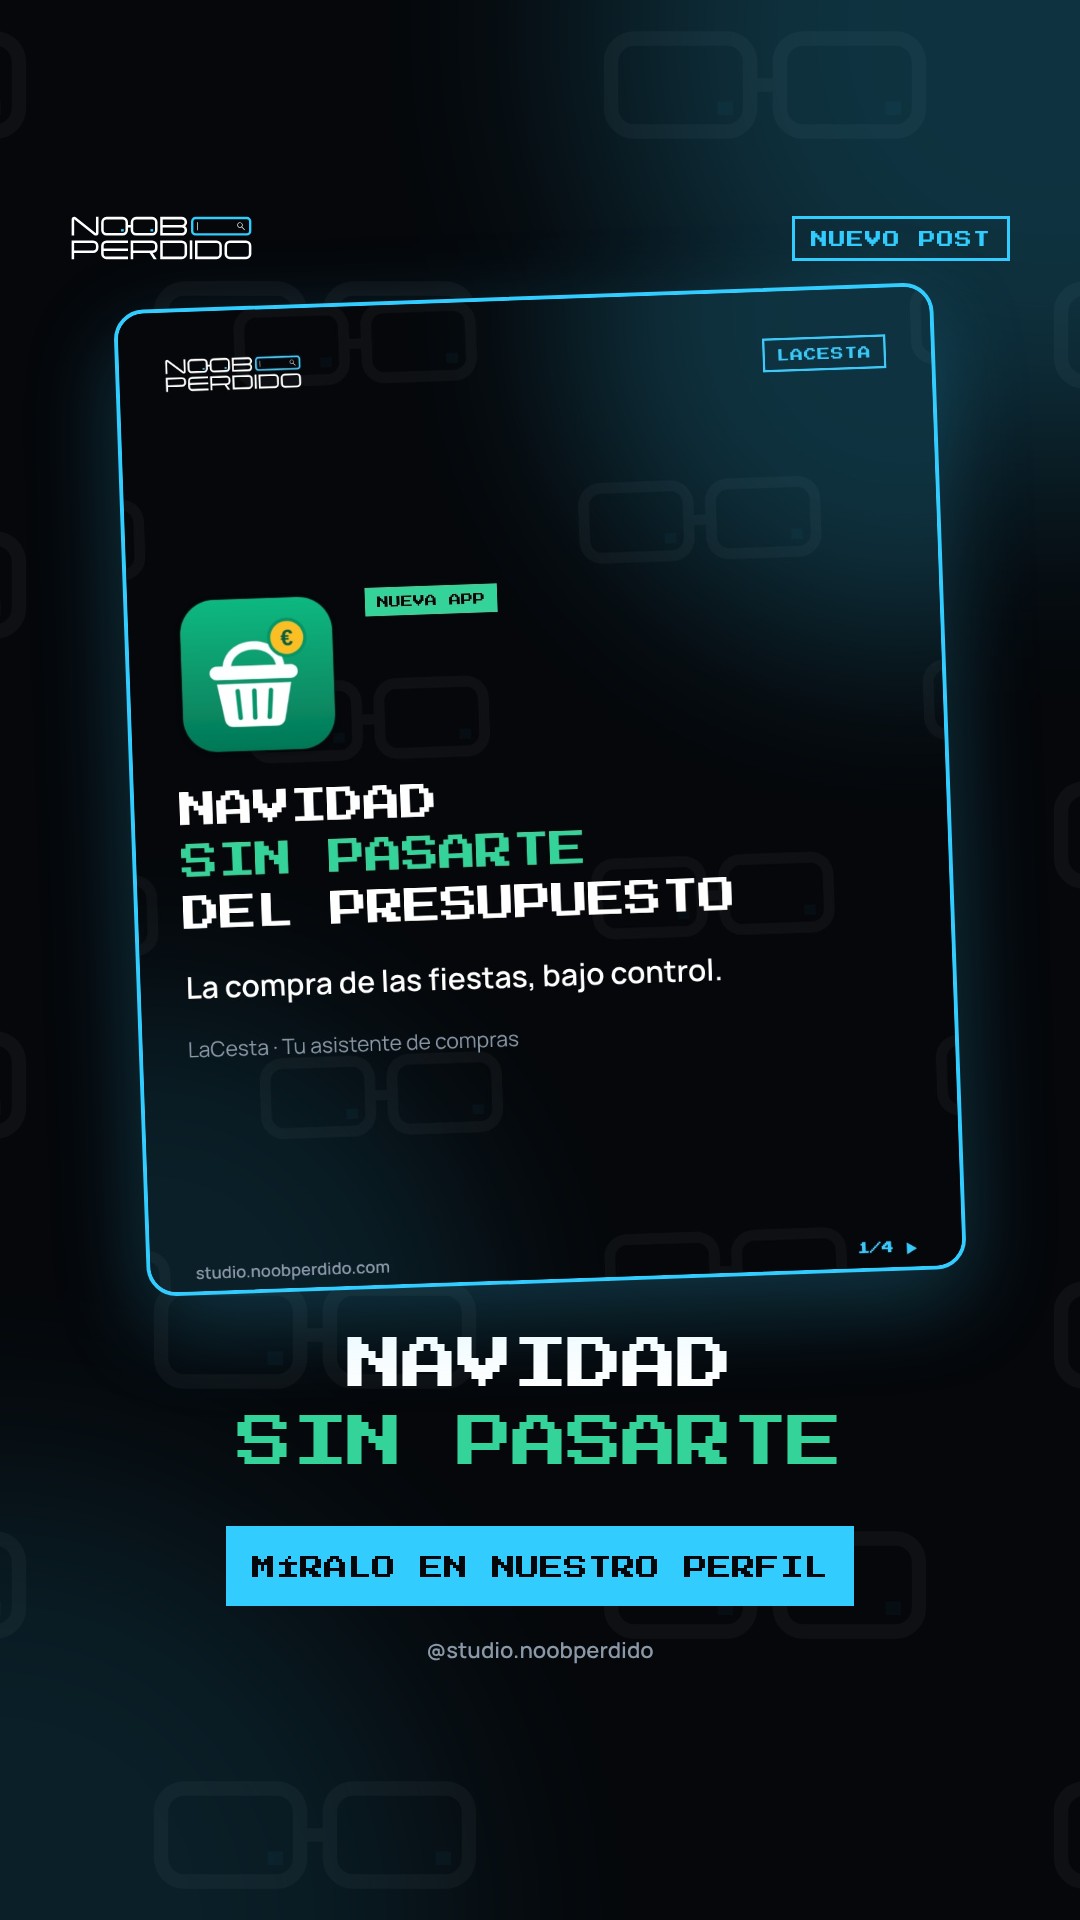 NOOB
PERDIDO
NUEVO POST
NOOB
PERDIDO
LACESTA
NUEVA APP
€
NAVIDAD
SIN PASARTE
DEL PRESUPUESTO
La compra de las fiestas, bajo control.
LaCesta · Tu asistente de compras
studio.noobperdido.com
1/4 ▶
NAVIDAD
SIN PASARTE
MíRALO EN NUESTRO PERFIL
@studio.noobperdido